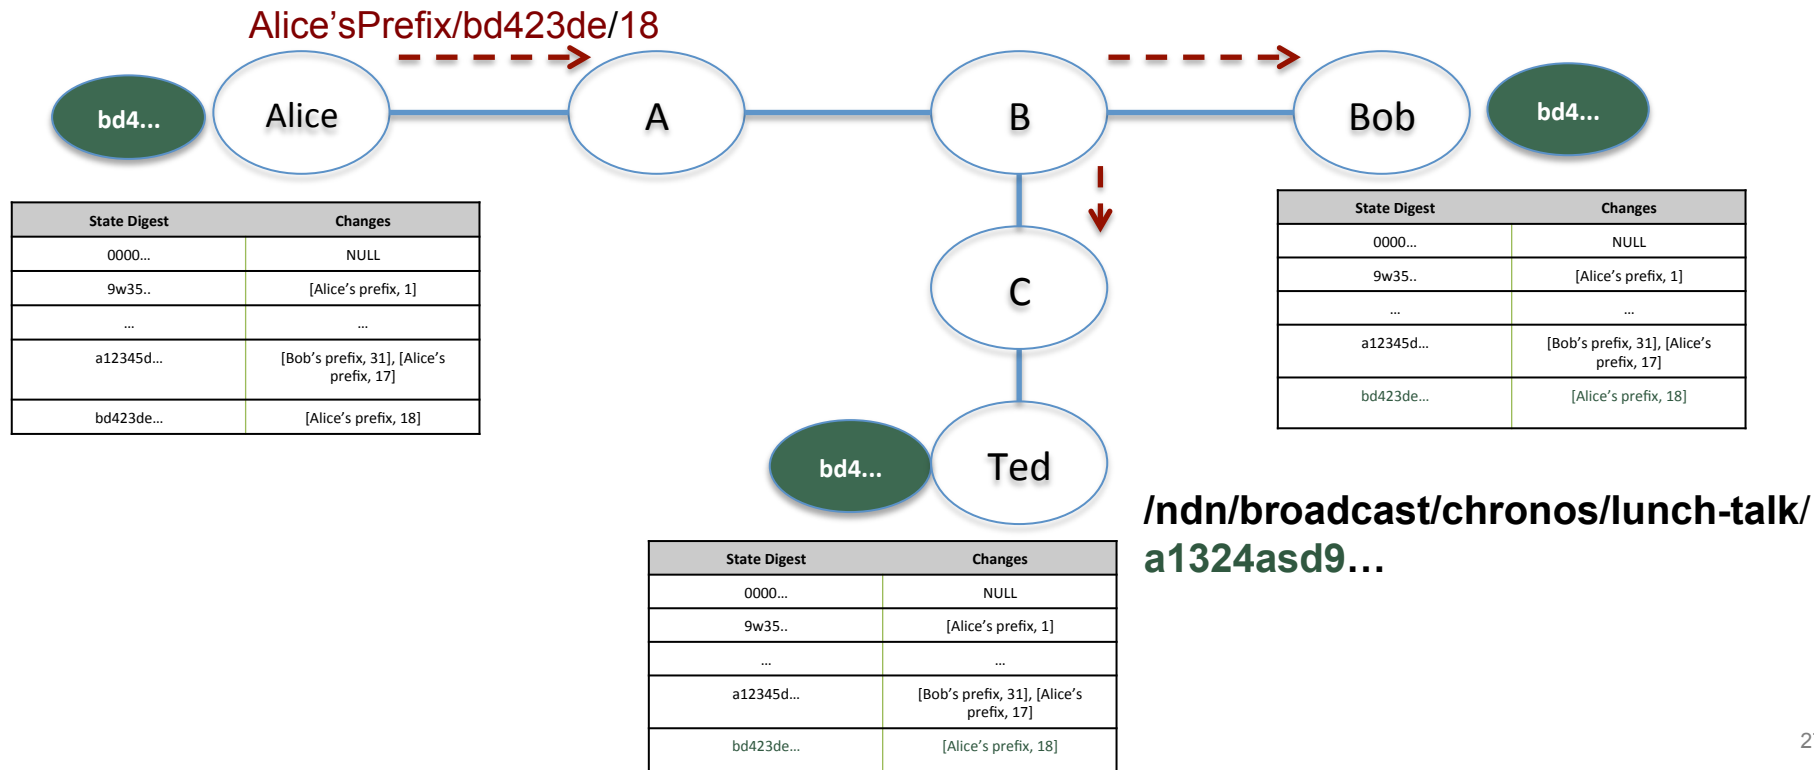 Alice'sPrefix/bd423de/18
bd4...
Alice
A
B
Bob
bd4...
State Digest Changes
0000... NULL
9w35.. [Alice's prefix, 1]
... ...
a12345d... [Bob's prefix, 31], [Alice's
prefix, 17]
bd423de... [Alice's prefix, 18]
State Digest Changes
0000... NULL
9w35.. [Alice's prefix, 1]
... ...
a12345d... [Bob's prefix, 31], [Alice's
prefix, 17]
bd423de... [Alice's prefix, 18]
C
bd4...
Ted
/ndn/broadcast/chronos/lunch-talk/
a1324asd9...
State Digest Changes
0000... NULL
9w35.. [Alice's prefix, 1]
... ...
a12345d... [Bob's prefix, 31], [Alice's
prefix, 17]
bd423de... [Alice's prefix, 18]